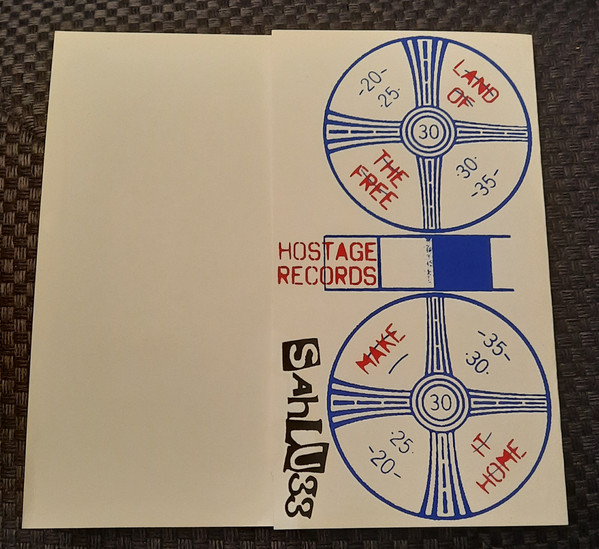 -20-
·25·
LAND
OF
30
THE
FREE
·30·
-35-
HOSTAGE
RECORDS
MAKE
-35-
30·
30
·25·
-20-
IT
HOME
SAhLU33